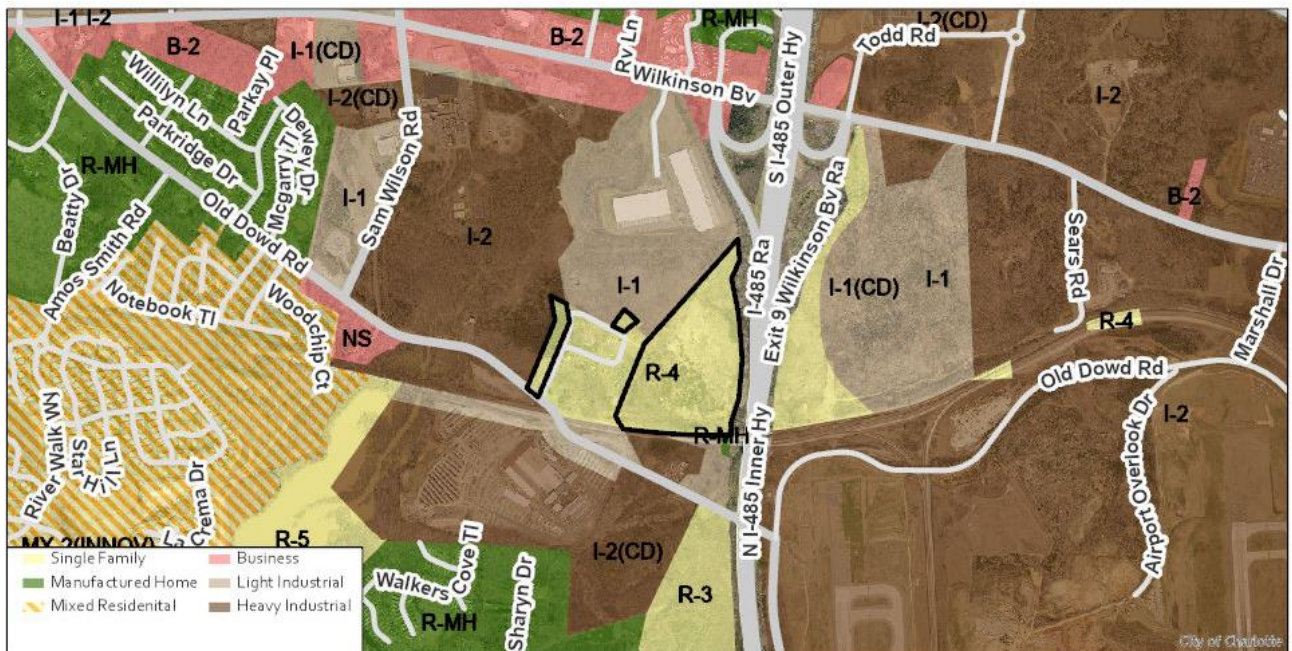 I-1 I-2
R-MH
I-2(CD)
Todd Rd
B-2
I-1(CD)
B-2
Rv Ln
Wilkinson Bv
Willilyn Ln
Parkay Pl
I-2(CD)
S I-485 Outer Hy
I-2
Parkridge Dr
Dewey Dr
Mcgarry Tl
Sam Wilson Rd
R-MH
Beatty Dr
Old Dowd Rd
I-1
I-2
B-2
Amos Smith Rd
Sears Rd
I-1 Ra
I-485 Ra
Exit 9 Wilkinson Bv Ra
I-1(CD)
I-1
Marshall Dr
Notebook Tl
Woodchip Ct
I-1
NS
R-4
R-4
Old Dowd Rd
I-2
River Walk WN
Star Hill Ln
La Crema Dr
R-MH
N I-485 Inner Hy
Airport Overlook Dr
MX-2(INNOV)
R-5
I-2(CD)
Walkers Cove Tl
R-MH
Sharyn Dr
R-3
Single Family
Business
Manufactured Home
Light Industrial
Mixed Residenital
Heavy Industrial
City of Charlotte